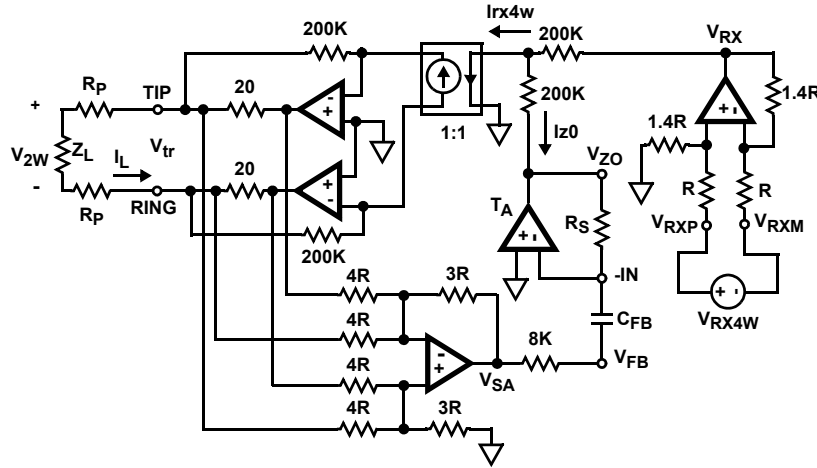 Irx4w
200K
200K
VRX
RP
TIP
20
200K
1.4R
+
1:1
1.4R
V2W
ZL
IL
Vtr
Iz0
VZO
-
20
R
R
RP
RING
TA
RS
VRXP
VRXM
200K
-IN
4R
3R
VRX4W
4R
CFB
4R
8K
VSA
VFB
4R
3R
- +
+ -
+ -
- +
+ -
+ -